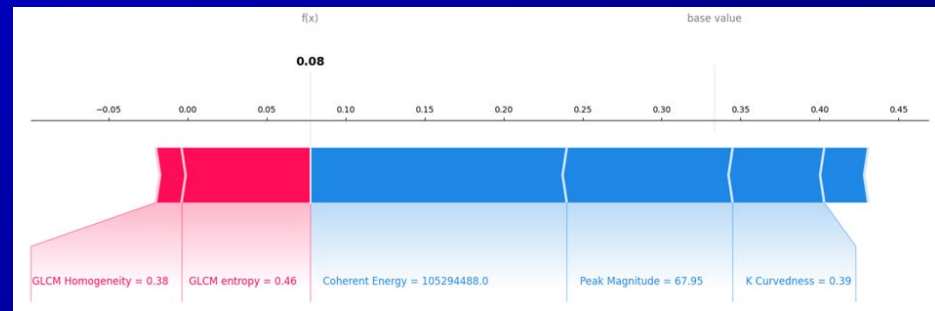 f(x) base value
0.08
−0.05 0.00 0.05 0.10 0.15 0.20 0.25 0.30 0.35 0.40 0.45
GLCM Homogeneity = 0.38 GLCM entropy = 0.46 Coherent Energy = 105294488.0 Peak Magnitude = 67.95 K Curvedness = 0.39